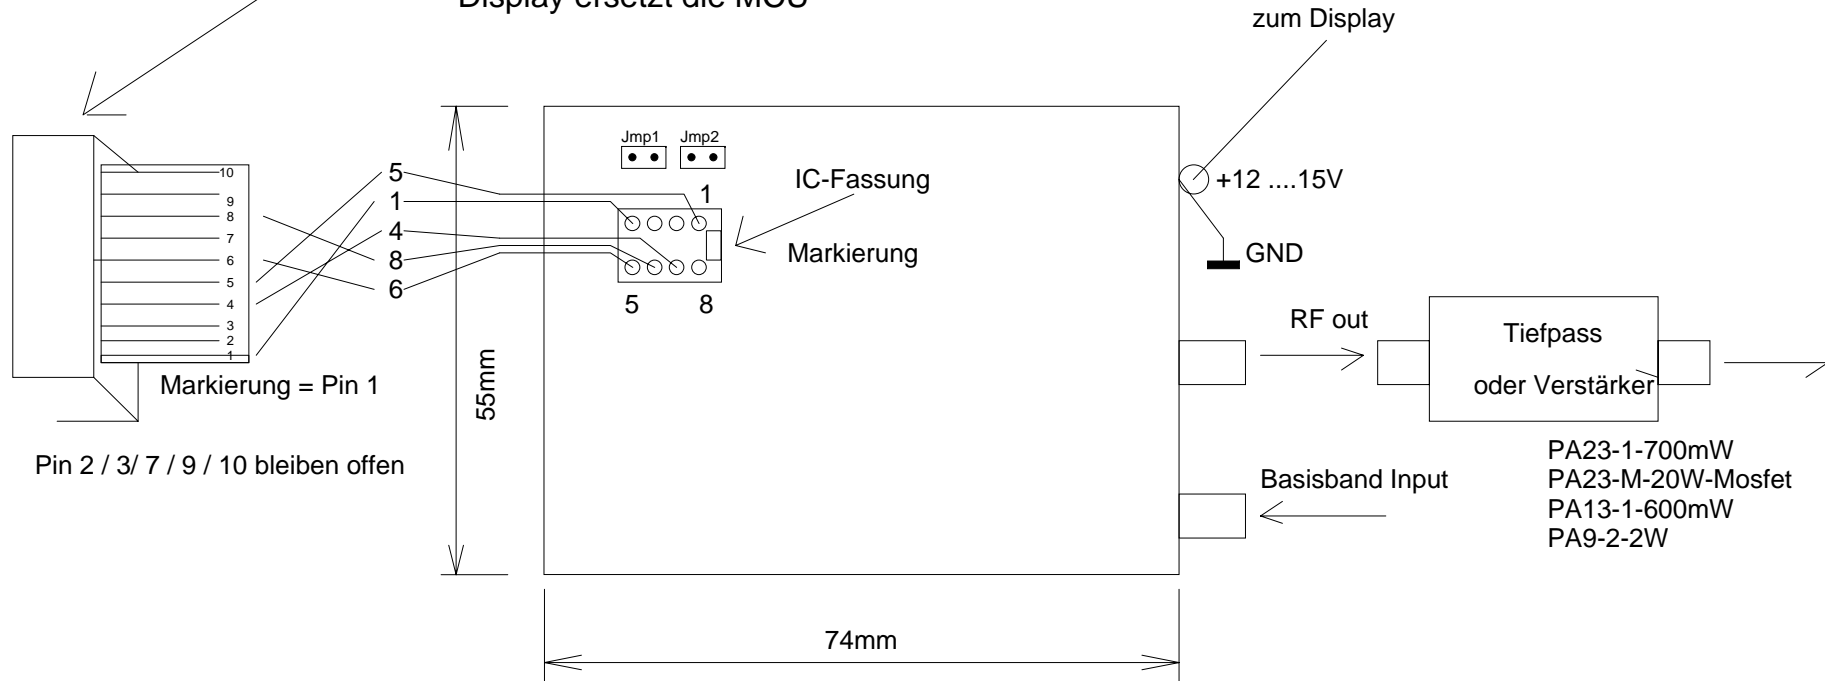 Display ersetzt die MCU
zum Display
Jmp1 Jmp2
10
9
8
7
6
5
4
3
2
1
5
1
4
8
6
1
5 8
IC-Fassung
Markierung
+12 ....15V
GND
RF out
Tiefpass
oder Verstärker
Markierung = Pin 1
55mm
Pin 2 / 3/ 7 / 9 / 10 bleiben offen
Basisband Input
PA23-1-700mW
PA23-M-20W-Mosfet
PA13-1-600mW
PA9-2-2W
74mm